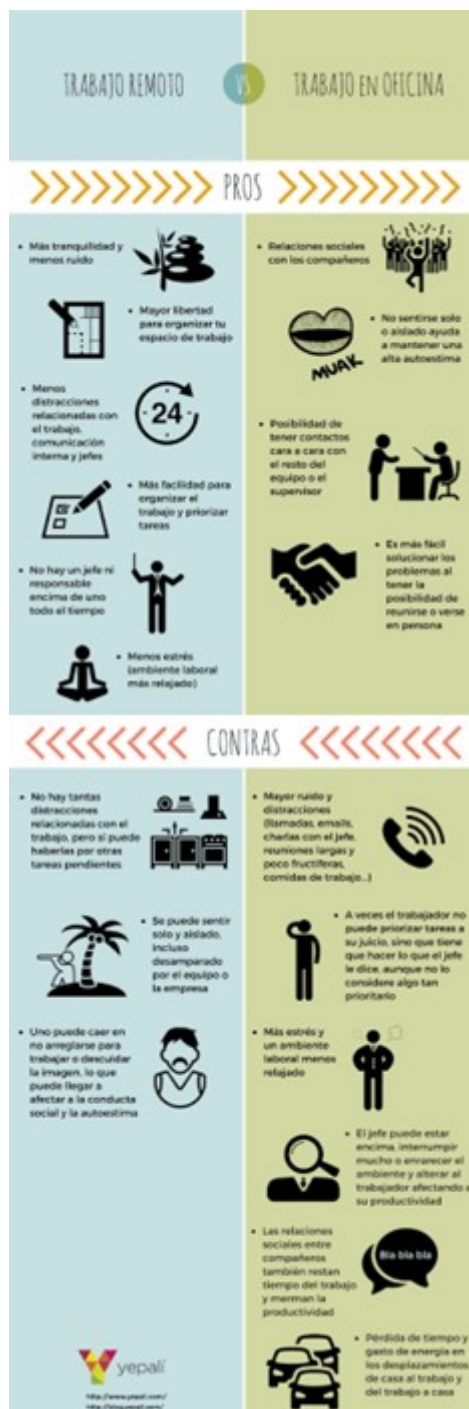 TRABAJO REMOTO
VS
TRABAJO en OFICINA
PROS
• Más tranquilidad y
menos ruido
• Mayor libertad
para organizar tu
espacio de trabajo
• Menos
distracciones
relacionadas con
el trabajo,
comunicación
interna y jefes
24
• Más facilidad para
organizar el
trabajo y priorizar
tareas
• No hay un jefe ni
responsable
encima de uno
todo el tiempo
• Menos estrés
(ambiente laboral
más relajado)
• Relaciones sociales
con los compañeros
• No sentirse solo
o aislado ayuda
a mantener una
alta autoestima
MUAK
• Posibilidad de
tener contactos
cara a cara con
el resto del
equipo o el
supervisor
• Es más fácil
solucionar los
problemas al
tener la
posibilidad de
reunirse o verse
en persona
CONTRAS
• No hay tantas
distracciones
relacionadas con el
trabajo, pero sí puede
haberlas por otras
tareas pendientes
• Se puede sentir
solo y aislado,
incluso
desamparado
por el equipo o
la empresa
• Uno puede caer en
no arreglarse para
trabajar o descuidar
la imagen, lo que
puede llegar a
afectar a la conducta
social y la autoestima
• Mayor ruido y
distracciones
(llamadas, emails,
charlas con el jefe,
reuniones largas y
poco fructíferas,
comidas de trabajo...)
• A veces el trabajador no
puede priorizar tareas a
su juicio, sino que tiene
que hacer lo que el jefe
le dice, aunque no lo
considere algo tan
prioritario
• Más estrés y
un ambiente
laboral menos
relajado
• El jefe puede estar
encima, interrumpir
mucho o enrarecer el
ambiente y alterar al
trabajador afectando a
su productividad
• Las relaciones
sociales entre
compañeros
también restan
tiempo del trabajo
y merman la
productividad
Bla bla bla
• Pérdida de tiempo y
gasto de energía en
los desplazamientos
de casa al trabajo y
del trabajo a casa
yepali
http://www.yepali.com/
http://blog.yepali.com/